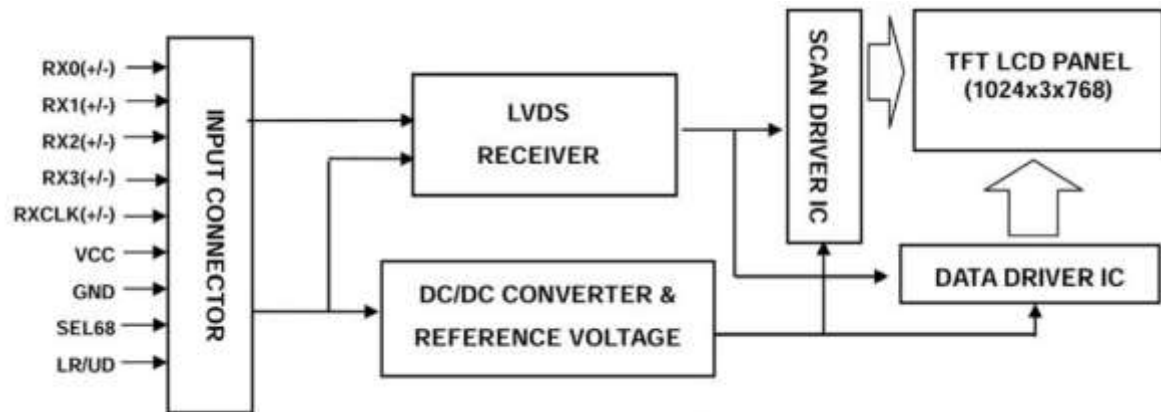 RX0(+/-)
RX1(+/-)
RX2(+/-)
RX3(+/-)
RXCLK(+/-)
VCC
GND
SEL68
LR/UD
INPUT CONNECTOR
LVDS
RECEIVER
DC/DC CONVERTER &
REFERENCE VOLTAGE
SCAN DRIVER IC
TFT LCD PANEL
(1024x3x768)
DATA DRIVER IC